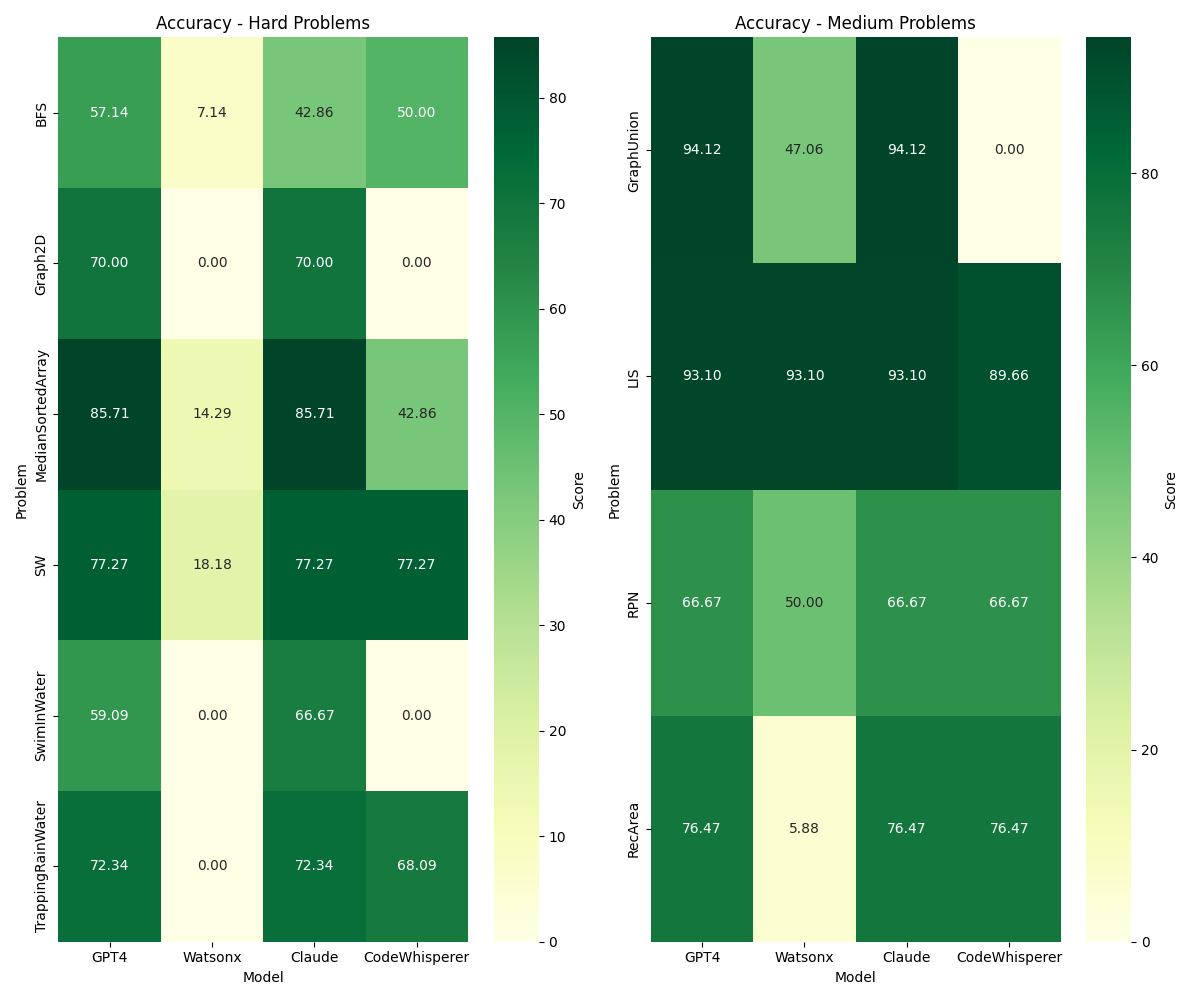 Accuracy - Hard Problems
Problem
BFS 57.14 7.14 42.86 50.00
Graph2D 70.00 0.00 70.00 0.00
MedianSortedArray 85.71 14.29 85.71 42.86
SW 77.27 18.18 77.27 77.27
SwimInWater 59.09 0.00 66.67 0.00
TrappingRainWater 72.34 0.00 72.34 68.09
GPT4 Watsonx Claude CodeWhisperer
Model
80
70
60
50
40
30
20
10
0
Score
Accuracy - Medium Problems
Problem
GraphUnion 94.12 47.06 94.12 0.00
LIS 93.10 93.10 93.10 89.66
RPN 66.67 50.00 66.67 66.67
RecArea 76.47 5.88 76.47 76.47
GPT4 Watsonx Claude CodeWhisperer
Model
80
60
40
20
0
Score